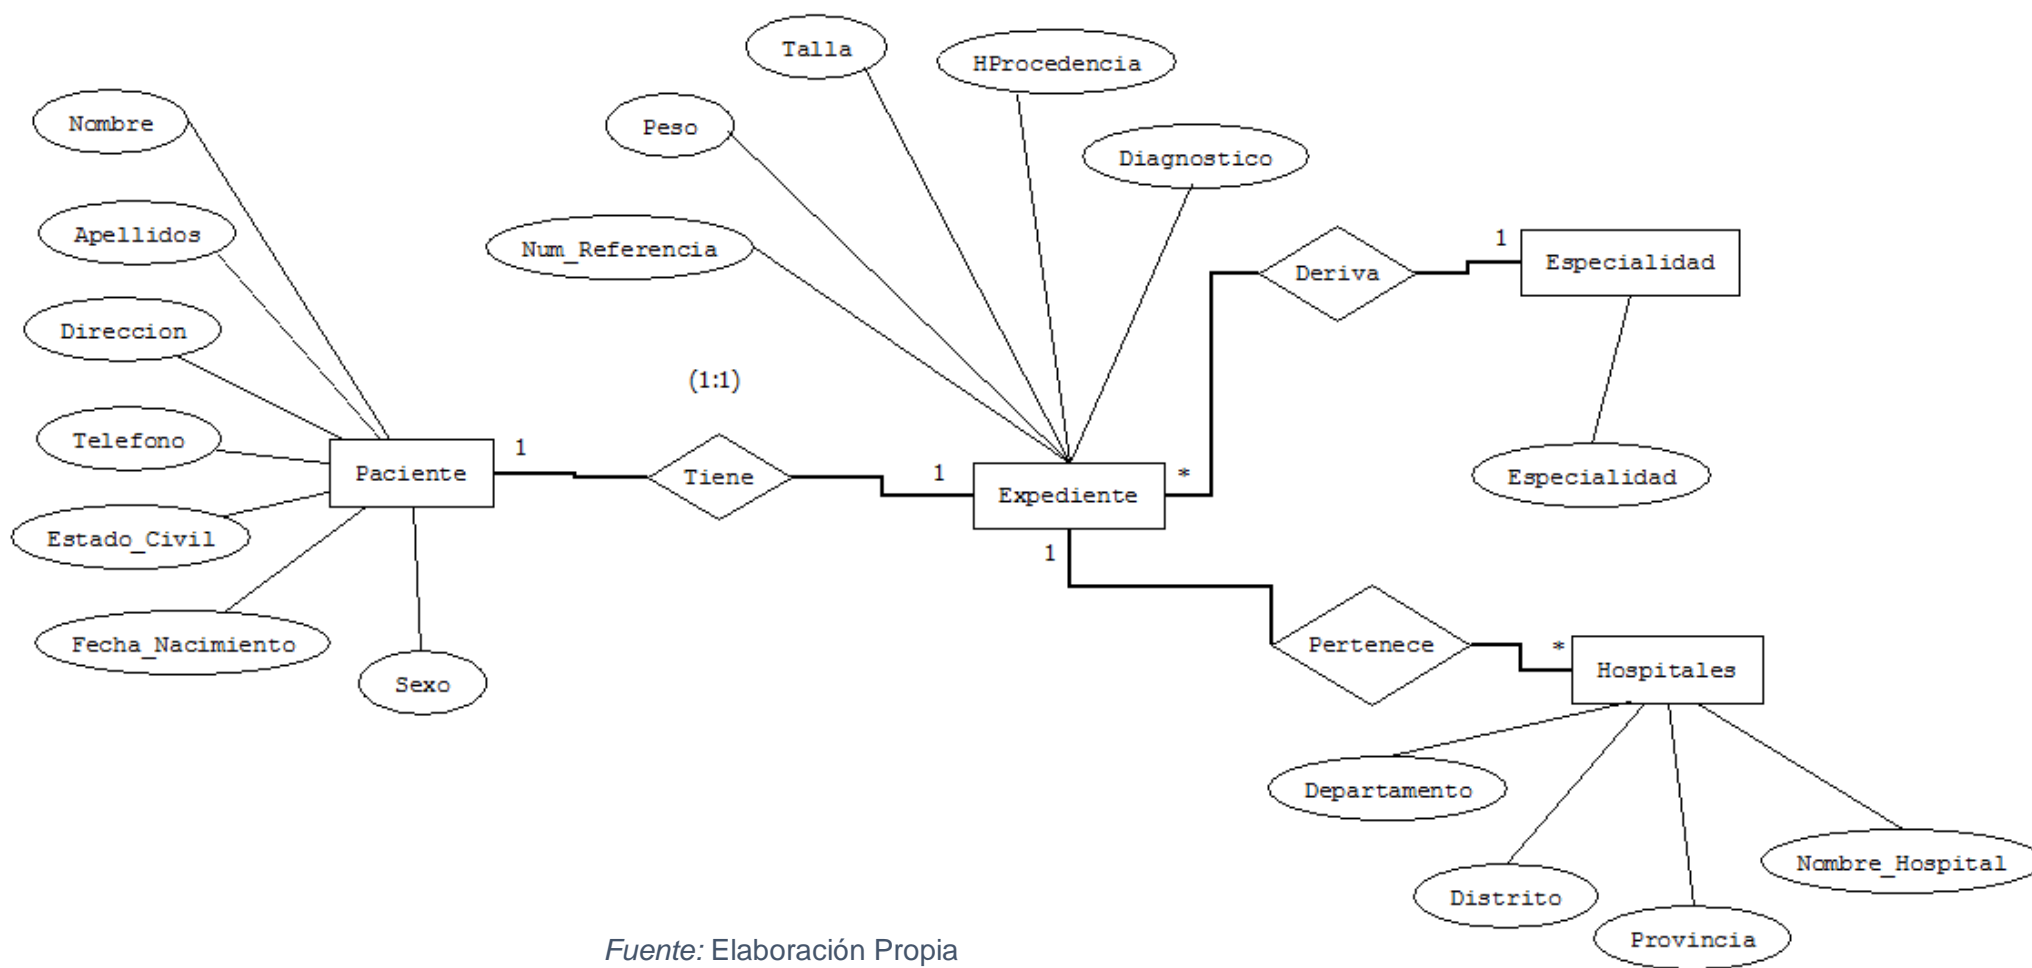 Talla
HProcedencia
Nombre
Peso
Diagnostico
Apellidos
Num_Referencia
1
Especialidad
Deriva
Direccion
(1:1)
Telefono
1
Paciente
Tiene
1
Expediente
*
Especialidad
Estado_Civil
1
Fecha_Nacimiento
Pertenece
*
Hospitales
Sexo
Departamento
Nombre_Hospital
Distrito
Provincia
Fuente: Elaboración Propia